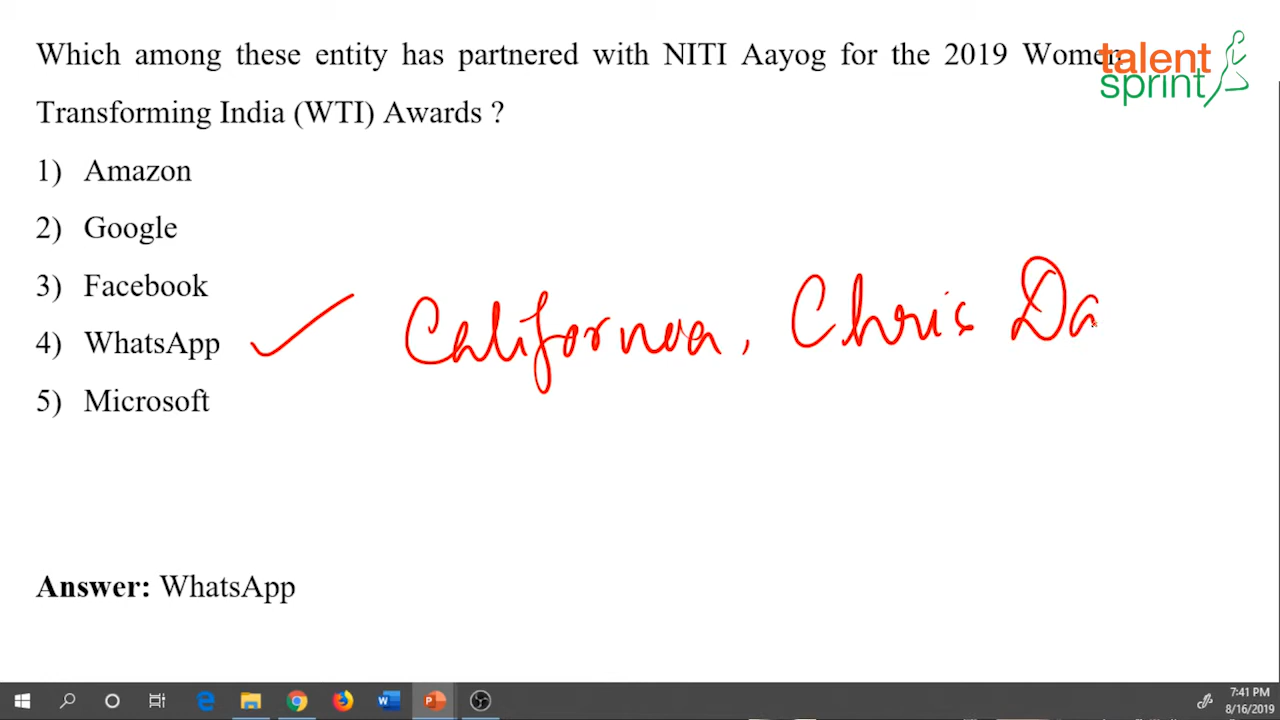 Which among these entity has partnered with NITI Aayog for the 2019 Women
talent
sprint
Transforming India (WTI) Awards ?
1) Amazon
2) Google
3) Facebook
4) WhatsApp California, Chris Da
5) Microsoft
Answer: WhatsApp
7:41 PM
8/16/2019